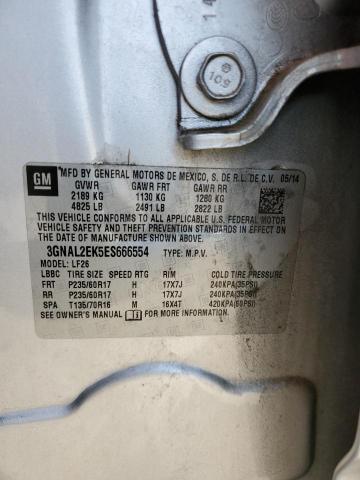 14
109
GM
MFD BY GENERAL MOTORS DE MEXICO, S. DE R.L. DE C.V. 05/14
GVWR GAWR FRT GAWR RR
2189 KG 1130 KG 1280 KG
4825 LB 2491 LB 2822 LB
THIS VEHICLE CONFORMS TO ALL APPLICABLE U.S. FEDERAL
MOTOR VEHICLE SAFETY AND THEFT PREVENTION STANDARDS IN
EFFECT ON THE DATE OF MANUFACTURE SHOWN ABOVE.
3GNAL2EK5ES666554 TYPE: M.P.V.
MODEL: LF26
LBBC TIRE SIZE SPEED RTG RIM COLD TIRE PRESSURE
FRT P235/60R17 H 17X7J 240KPA(35PSI)
RR P235/60R17 H 17X7J 240KPA(35PSI)
SPA T135/70R16 M 16X4T 420KPA(60PSI)
SEE OWNER'S MANUAL FOR MORE INFORMATION.